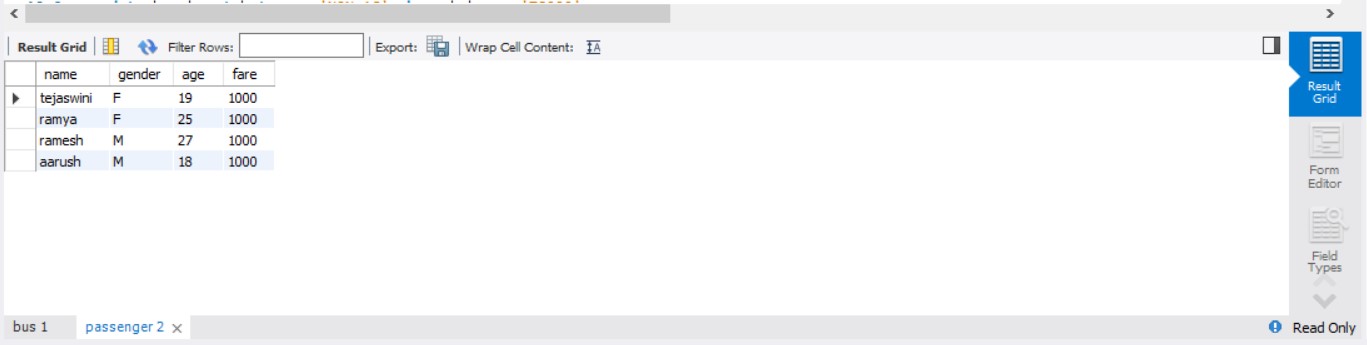 Result Grid Filter Rows: Export: Wrap Cell Content: IA
name gender age fare
tejaswini F 19 1000
ramya F 25 1000
ramesh M 27 1000
aarush M 18 1000
Result
Grid
Form
Editor
Field
Types
bus 1 passenger 2 × Read Only